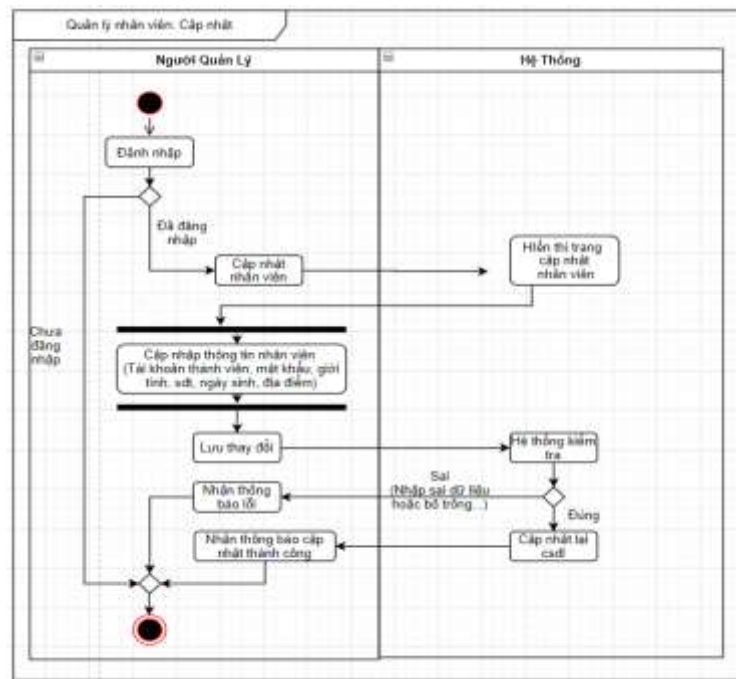 Quản lý nhân viên: Cập nhật
Người Quản Lý
Hệ Thống
Đănh nhập
Đã đăng
nhập
Cập nhật
nhân viên
Hiển thị trang
cập nhật
nhân viên
Chưa
đăng
nhập
Cập nhập thông tin nhân viên
(Tài khoản thành viên, mật khẩu, giới
tính, sdt, ngày sinh, địa điểm)
Lưu thay đổi
Hệ thống kiểm
tra
Sai
(Nhập sai dữ liệu
hoặc bỏ trống...)
Nhận thông
báo lỗi
Đúng
Nhận thông báo cập
nhật thành công
Cập nhật lại
csdl